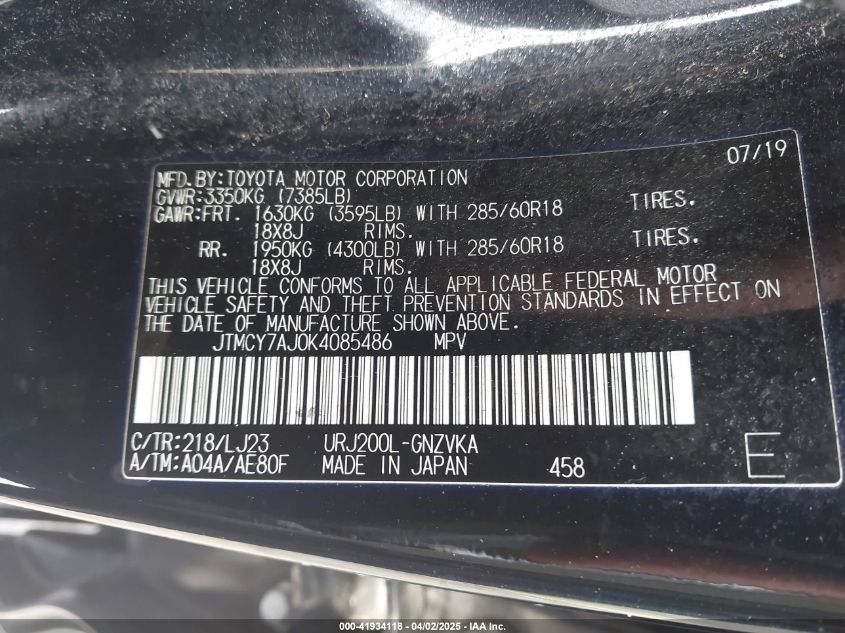 07/19
MFD.BY:TOYOTA MOTOR CORPORATION
GVWR:3350KG (7385LB)
GAWR:FRT. 1630KG (3595LB) WITH 285/60R18 TIRES.
18X8J RIMS.
RR. 1950KG (4300LB) WITH 285/60R18 TIRES.
18X8J RIMS.
THIS VEHICLE CONFORMS TO ALL APPLICABLE FEDERAL MOTOR
VEHICLE SAFETY AND THEFT PREVENTION STANDARDS IN EFFECT ON
THE DATE OF MANUFACTURE SHOWN ABOVE.
JTMCY7AJ0K4085486 MPV
C/TR:218/LJ23 URJ200L-GNZVKA
A/TM:A04A/AE80F MADE IN JAPAN 458 E
000-41934118 - 04/02/2025 - IAA Inc.